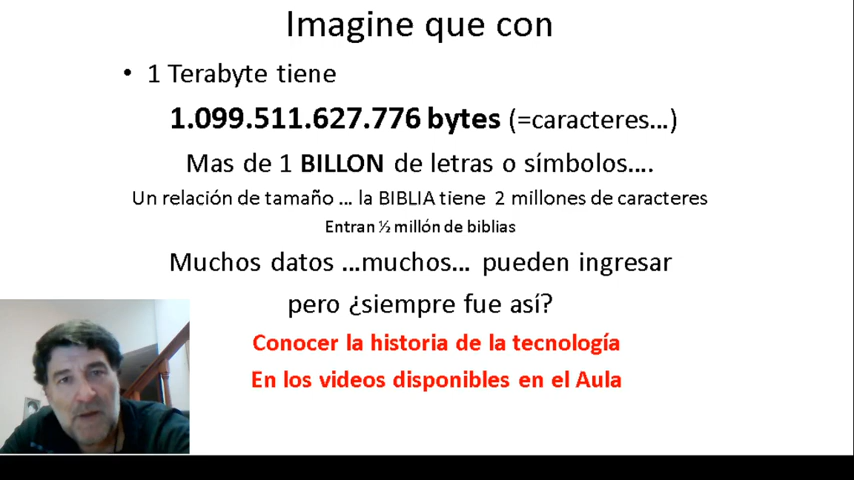 Imagine que con
• 1 Terabyte tiene
1.099.511.627.776 bytes (=caracteres...)
Mas de 1 BILLON de letras o símbolos....
Un relación de tamaño ... la BIBLIA tiene 2 millones de caracteres
Entran ½ millón de biblias
Muchos datos ...muchos... pueden ingresar
pero ¿siempre fue así?
Conocer la historia de la tecnología
En los videos disponibles en el Aula